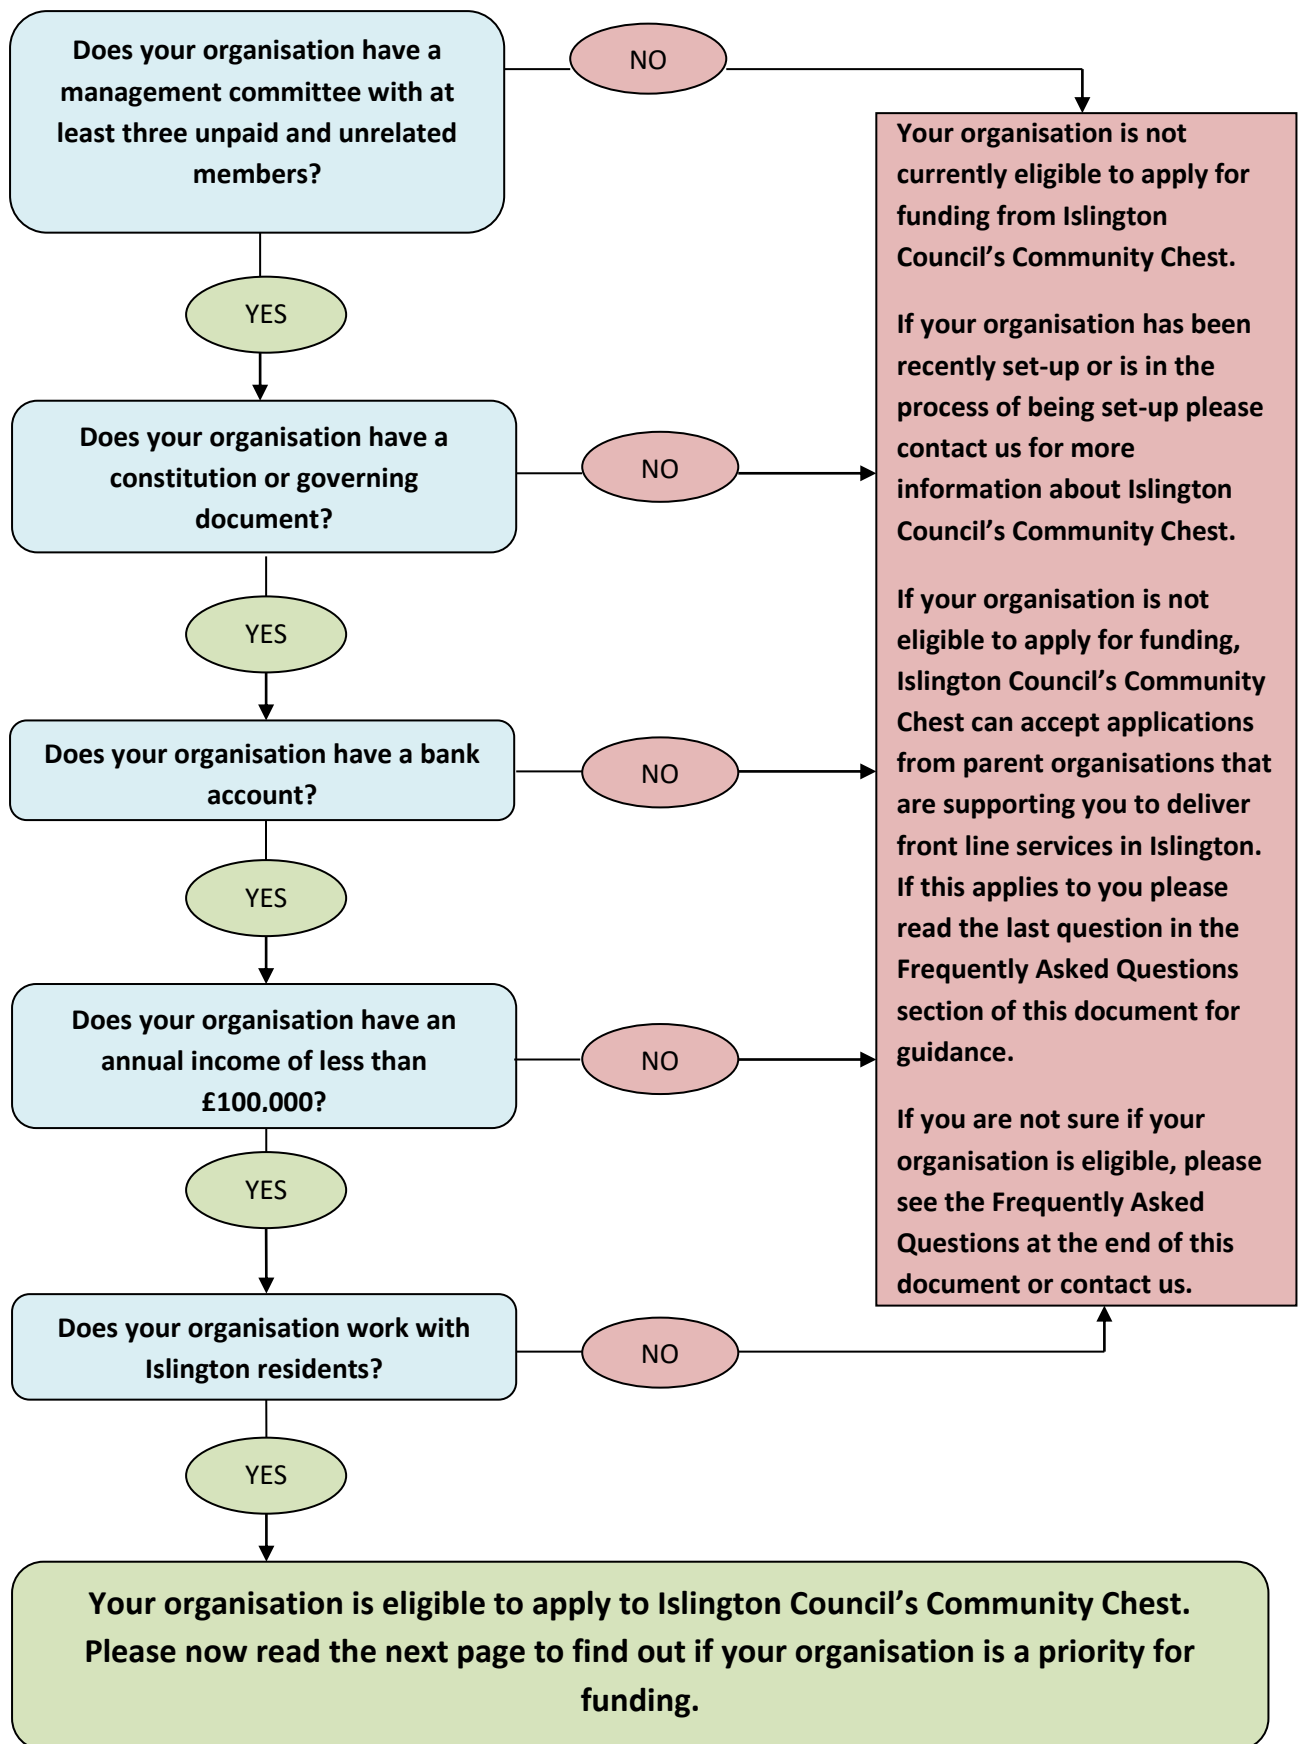 Does your organisation have a
management committee with at
least three unpaid and unrelated
members?
NO
YES
Does your organisation have a
constitution or governing
document?
NO
YES
Does your organisation have a bank
account?
NO
YES
Does your organisation have an
annual income of less than
£100,000?
NO
YES
Does your organisation work with
Islington residents?
NO
YES
Your organisation is not
currently eligible to apply for
funding from Islington
Council’s Community Chest.
If your organisation has been
recently set-up or is in the
process of being set-up please
contact us for more
information about Islington
Council’s Community Chest.
If your organisation is not
eligible to apply for funding,
Islington Council’s Community
Chest can accept applications
from parent organisations that
are supporting you to deliver
front line services in Islington.
If this applies to you please
read the last question in the
Frequently Asked Questions
section of this document for
guidance.
If you are not sure if your
organisation is eligible, please
see the Frequently Asked
Questions at the end of this
document or contact us.
Your organisation is eligible to apply to Islington Council’s Community Chest.
Please now read the next page to find out if your organisation is a priority for
funding.